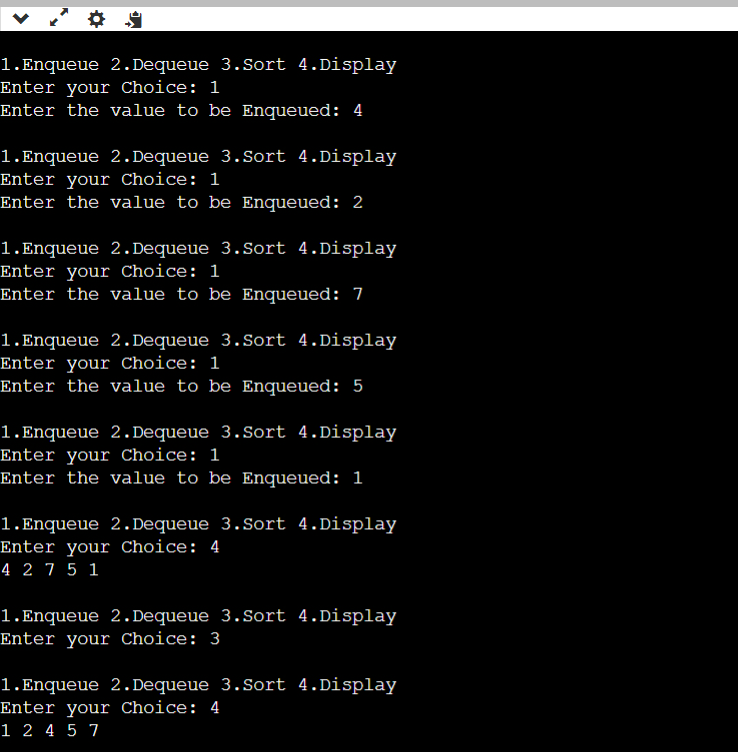 1.Enqueue 2.Dequeue 3.Sort 4.Display
Enter your Choice: 1
Enter the value to be Enqueued: 4
1.Enqueue 2.Dequeue 3.Sort 4.Display
Enter your Choice: 1
Enter the value to be Enqueued: 2
1.Enqueue 2.Dequeue 3.Sort 4.Display
Enter your Choice: 1
Enter the value to be Enqueued: 7
1.Enqueue 2.Dequeue 3.Sort 4.Display
Enter your Choice: 1
Enter the value to be Enqueued: 5
1.Enqueue 2.Dequeue 3.Sort 4.Display
Enter your Choice: 1
Enter the value to be Enqueued: 1
1.Enqueue 2.Dequeue 3.Sort 4.Display
Enter your Choice: 4
4 2 7 5 1
1.Enqueue 2.Dequeue 3.Sort 4.Display
Enter your Choice: 3
1.Enqueue 2.Dequeue 3.Sort 4.Display
Enter your Choice: 4
1 2 4 5 7